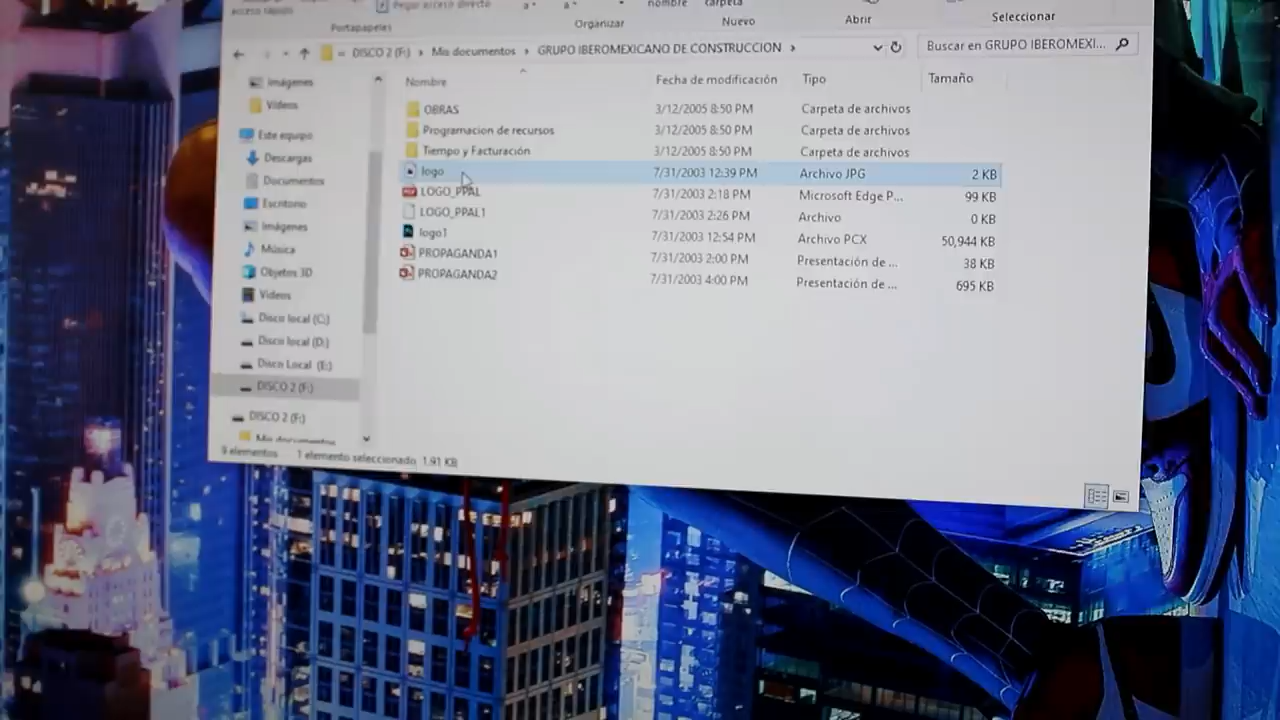 acceso rápido
Pegar acceso directo
nombre
carpeta
Portapapeles
Organizar
Nuevo
Abrir
Seleccionar
DISCO 2 (F:) › Mis documentos › GRUPO IBEROMEXICANO DE CONSTRUCCION ›
Buscar en GRUPO IBEROMEXI...
Nombre Fecha de modificación Tipo Tamaño
OBRAS 3/12/2005 8:50 PM Carpeta de archivos
Programacion de recursos 3/12/2005 8:50 PM Carpeta de archivos
Tiempo y Facturación 3/12/2005 8:50 PM Carpeta de archivos
logo 7/31/2003 12:39 PM Archivo JPG 2 KB
LOGO_PPAL 7/31/2003 2:18 PM Microsoft Edge P... 99 KB
LOGO_PPAL1 7/31/2003 2:26 PM Archivo 0 KB
logo1 7/31/2003 12:54 PM Archivo PCX 50,944 KB
PROPAGANDA1 7/31/2003 2:00 PM Presentación de ... 38 KB
PROPAGANDA2 7/31/2003 4:00 PM Presentación de ... 695 KB
Imágenes
Videos
Este equipo
Descargas
Documentos
Escritorio
Imágenes
Música
Objetos 3D
Videos
Disco local (C:)
Disco local (D:)
Disco Local (E:)
DISCO 2 (F:)
DISCO 2 (F:)
Mis documentos
9 elementos 1 elemento seleccionado 1.91 KB